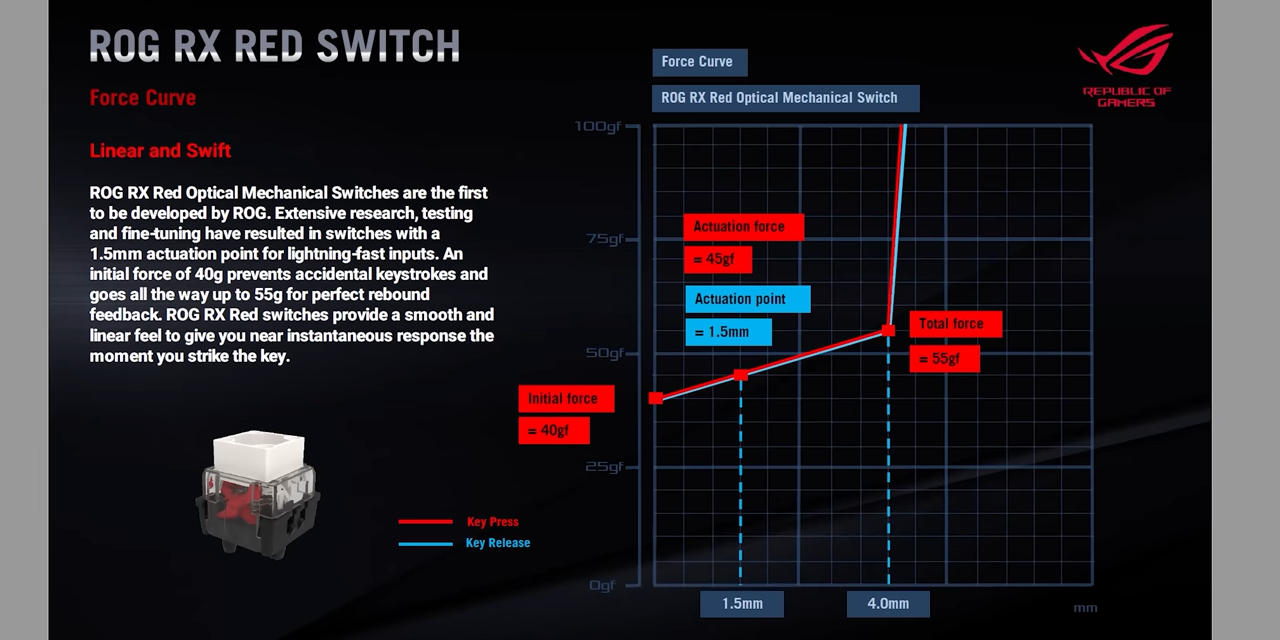 ROG RX RED SWITCH
Force Curve
Linear and Swift
ROG RX Red Optical Mechanical Switches are the first
to be developed by ROG. Extensive research, testing
and fine-tuning have resulted in switches with a
1.5mm actuation point for lightning-fast inputs. An
initial force of 40g prevents accidental keystrokes and
goes all the way up to 55g for perfect rebound
feedback. ROG RX Red switches provide a smooth and
linear feel to give you near instantaneous response the
moment you strike the key.
Key Press
Key Release
Force Curve
ROG RX Red Optical Mechanical Switch
REPUBLIC OF
GAMERS
100gf
75gf
50gf
25gf
0gf
Actuation force
= 45gf
Actuation point
= 1.5mm
Total force
= 55gf
Initial force
= 40gf
1.5mm
4.0mm
mm